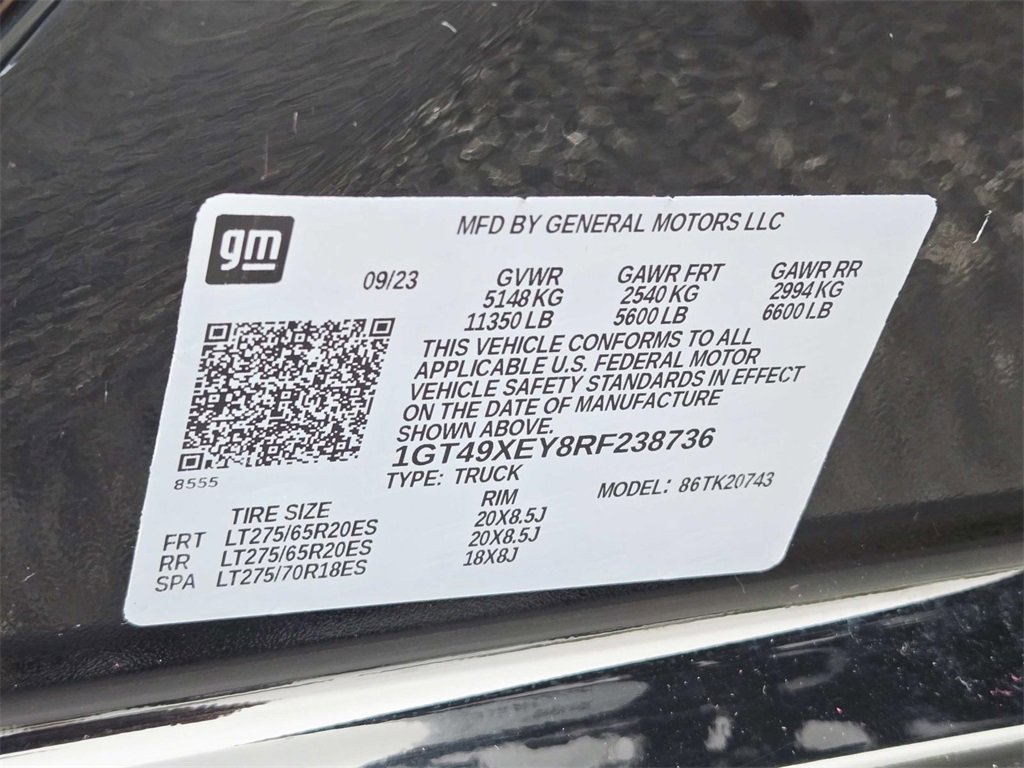 gm
MFD BY GENERAL MOTORS LLC
09/23 GVWR GAWR FRT GAWR RR
5148 KG 2540 KG 2994 KG
11350 LB 5600 LB 6600 LB
THIS VEHICLE CONFORMS TO ALL
APPLICABLE U.S. FEDERAL MOTOR
VEHICLE SAFETY STANDARDS IN EFFECT
ON THE DATE OF MANUFACTURE
SHOWN ABOVE.
1GT49XEY8RF238736
8555
TYPE: TRUCK MODEL: 86TK20743
TIRE SIZE RIM
FRT LT275/65R20ES 20X8.5J
RR LT275/65R20ES 20X8.5J
SPA LT275/70R18ES 18X8J